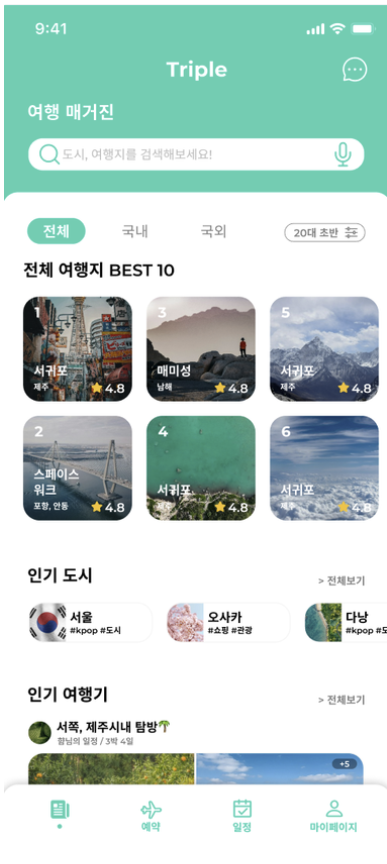 9:41
Triple
여행 매거진
도시, 여행지를 검색해보세요!
전체
국내
국외
20대 초반
전체 여행지 BEST 10
1
서귀포
제주
4.8
3
매미성
남해
4.8
5
서귀포
제주
4.8
2
스페이스
워크
포항, 안동
4.8
4
서귀포
제주
4.8
6
서귀포
제주
4.8
인기 도시
> 전체보기
서울
#kpop #도시
오사카
#쇼핑 #관광
다낭
#kpop
인기 여행기
> 전체보기
서쪽, 제주시내 탐방
향님의 일정 / 3박 4일
+5
예약
일정
마이페이지